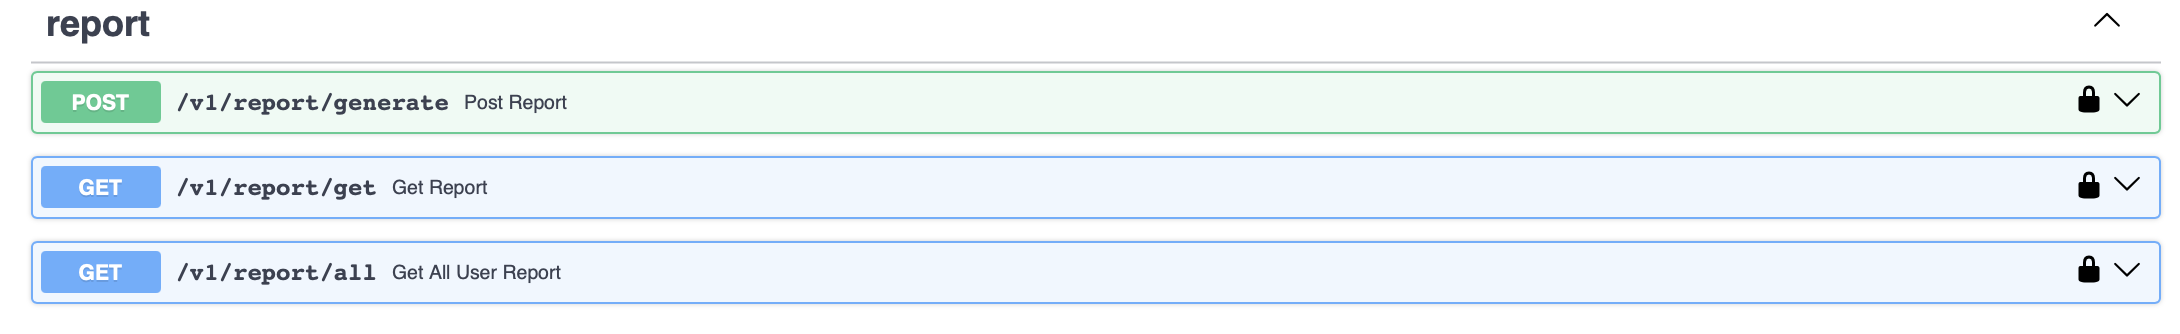 report
POST /v1/report/generate Post Report
GET /v1/report/get Get Report
GET /v1/report/all Get All User Report